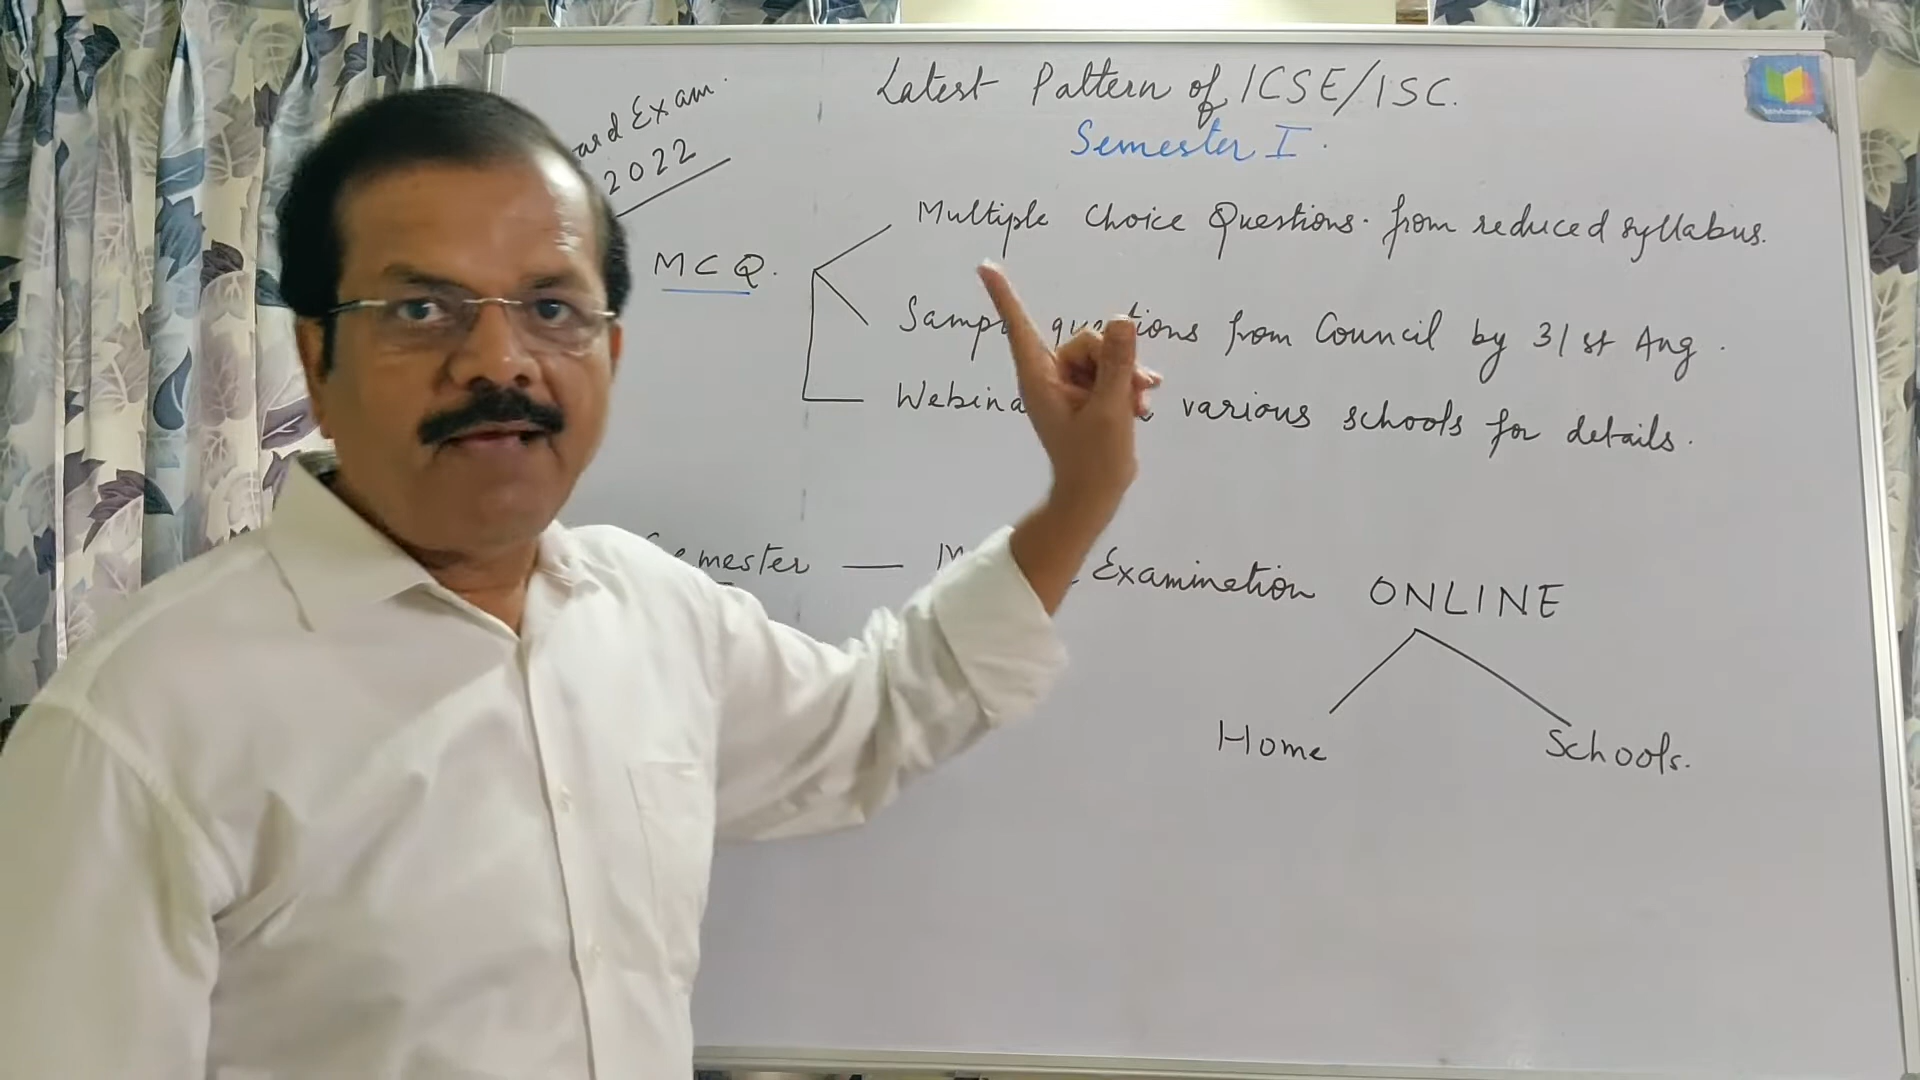 Latest Pattern of ICSE/ISC.
Semester I.
Exam.
2022
MCQ.
Multiple Choice Questions. from reduced syllabus.
questions from Council by 31st Aug.
various schools for details.
Semester — Examination ONLINE
Home
Schools.